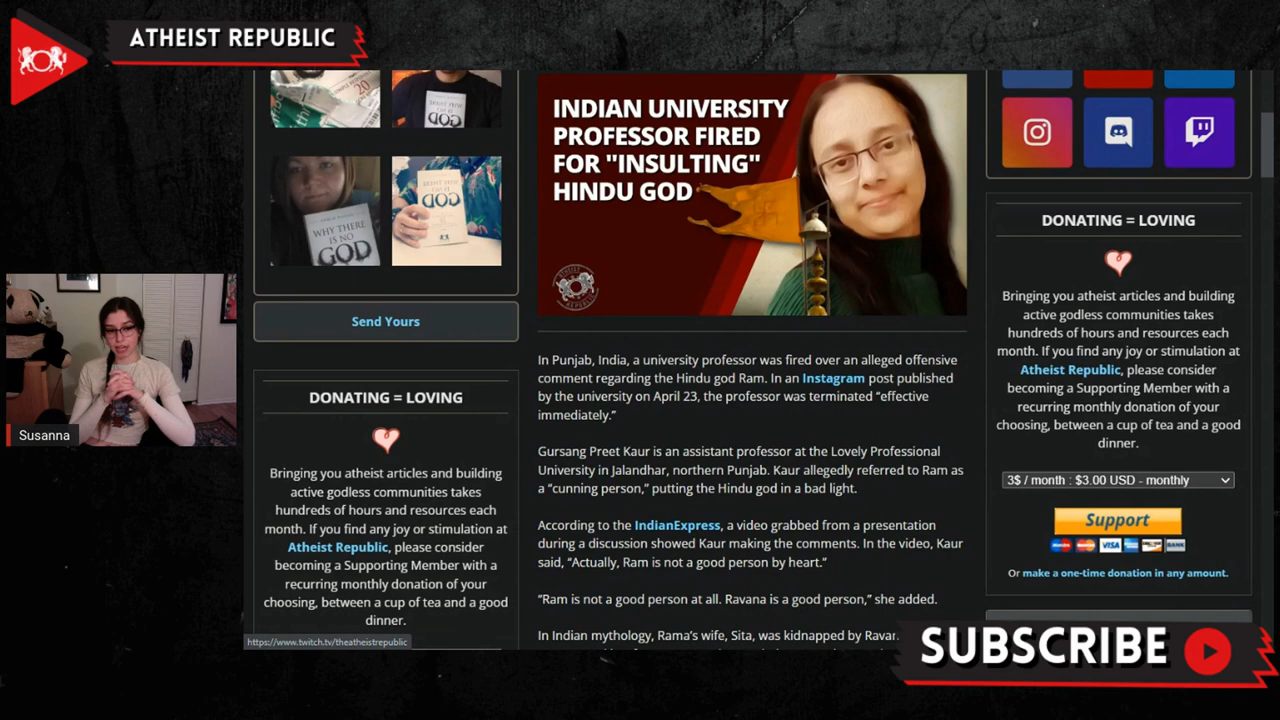 ATHEIST REPUBLIC
WHY THERE
IS NO
GOD
Susanna
Send Yours
DONATING = LOVING
Bringing you atheist articles and building
active godless communities takes
hundreds of hours and resources each
month. If you find any joy or stimulation at
Atheist Republic, please consider
becoming a Supporting Member with a
recurring monthly donation of your
choosing, between a cup of tea and a good
dinner.
https://www.twitch.tv/theatheistrepublic
INDIAN UNIVERSITY
PROFESSOR FIRED
FOR "INSULTING"
HINDU GOD
In Punjab, India, a university professor was fired over an alleged offensive
comment regarding the Hindu god Ram. In an Instagram post published
by the university on April 23, the professor was terminated “effective
immediately.”
Gursang Preet Kaur is an assistant professor at the Lovely Professional
University in Jalandhar, northern Punjab. Kaur allegedly referred to Ram as
a “cunning person,” putting the Hindu god in a bad light.
According to the IndianExpress, a video grabbed from a presentation
during a discussion showed Kaur making the comments. In the video, Kaur
said, “Actually, Ram is not a good person by heart.”
“Ram is not a good person at all. Ravana is a good person,” she added.
In Indian mythology, Rama’s wife, Sita, was kidnapped by
DONATING = LOVING
Bringing you atheist articles and building
active godless communities takes
hundreds of hours and resources each
month. If you find any joy or stimulation at
Atheist Republic, please consider
becoming a Supporting Member with a
recurring monthly donation of your
choosing, between a cup of tea and a good
dinner.
3$ / month : $3.00 USD - monthly
Support
VISA
BANK
Or make a one-time donation in any amount.
SUBSCRIBE